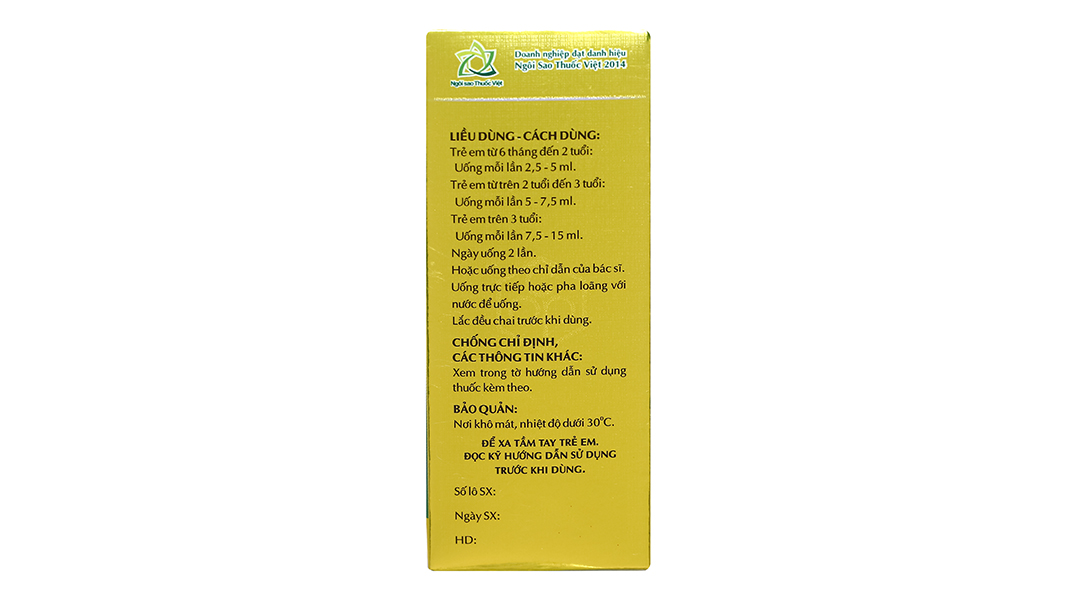 Ngôi sao Thuốc Việt
Doanh nghiệp đạt danh hiệu
Ngôi Sao Thuốc Việt 2014
LIỀU DÙNG - CÁCH DÙNG:
Trẻ em từ 6 tháng đến 2 tuổi:
Uống mỗi lần 2,5 - 5 ml.
Trẻ em từ trên 2 tuổi đến 3 tuổi:
Uống mỗi lần 5 - 7,5 ml.
Trẻ em trên 3 tuổi:
Uống mỗi lần 7,5 - 15 ml.
Ngày uống 2 lần.
Hoặc uống theo chỉ dẫn của bác sĩ.
Uống trực tiếp hoặc pha loãng với
nước để uống.
Lắc đều chai trước khi dùng.
CHỐNG CHỈ ĐỊNH,
CÁC THÔNG TIN KHÁC:
Xem trong tờ hướng dẫn sử dụng
thuốc kèm theo.
BẢO QUẢN:
Nơi khô mát, nhiệt độ dưới 30°C.
ĐỂ XA TẦM TAY TRẺ EM.
ĐỌC KỸ HƯỚNG DẪN SỬ DỤNG
TRƯỚC KHI DÙNG.
Số lô SX:
Ngày SX:
HD: